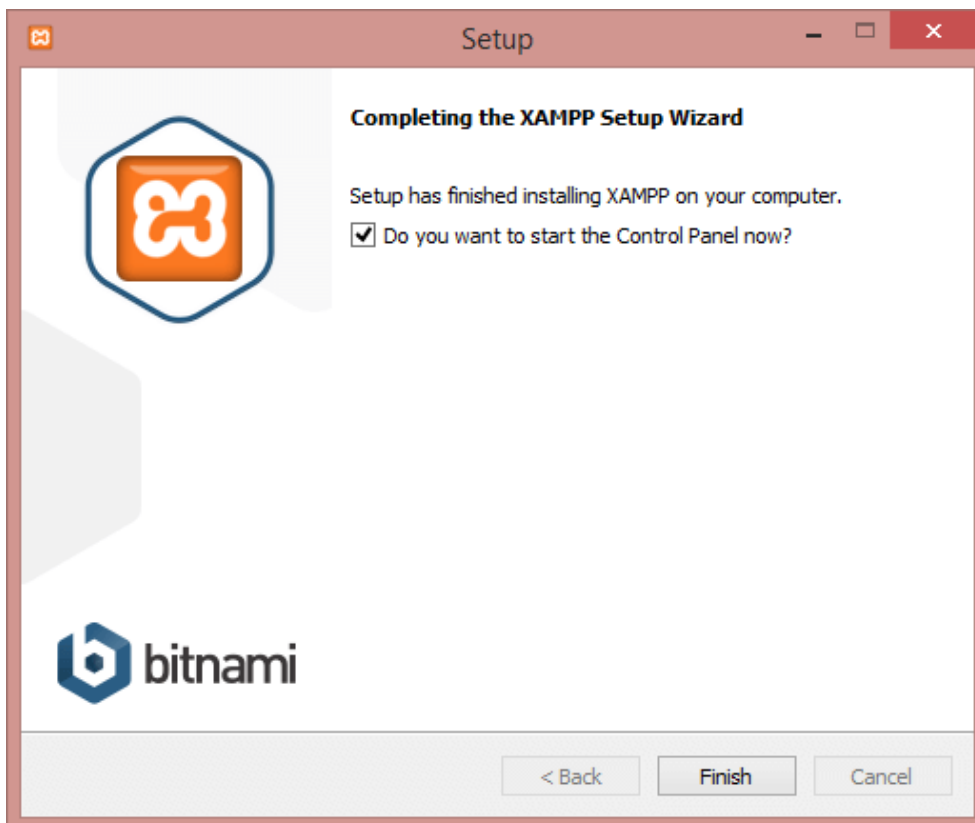 Setup
Completing the XAMPP Setup Wizard
Setup has finished installing XAMPP on your computer.
Do you want to start the Control Panel now?
bitnami
< Back
Finish
Cancel